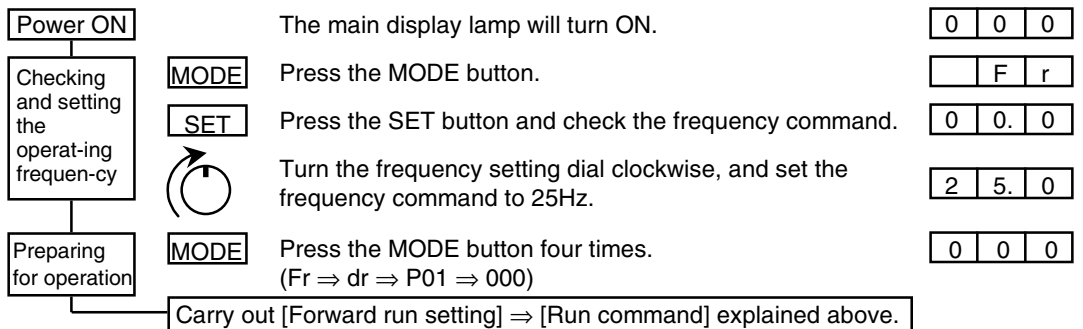 Power ON
The main display lamp will turn ON.
0 0 0
Checking
and setting
the
operat-ing
frequen-cy
MODE
Press the MODE button.
F r
SET
Press the SET button and check the frequency command.
0 0. 0
Turn the frequency setting dial clockwise, and set the
frequency command to 25Hz.
2 5. 0
Preparing
for operation
MODE
Press the MODE button four times.
(Fr ⇒ dr ⇒ P01 ⇒ 000)
0 0 0
Carry out [Forward run setting] ⇒ [Run command] explained above.